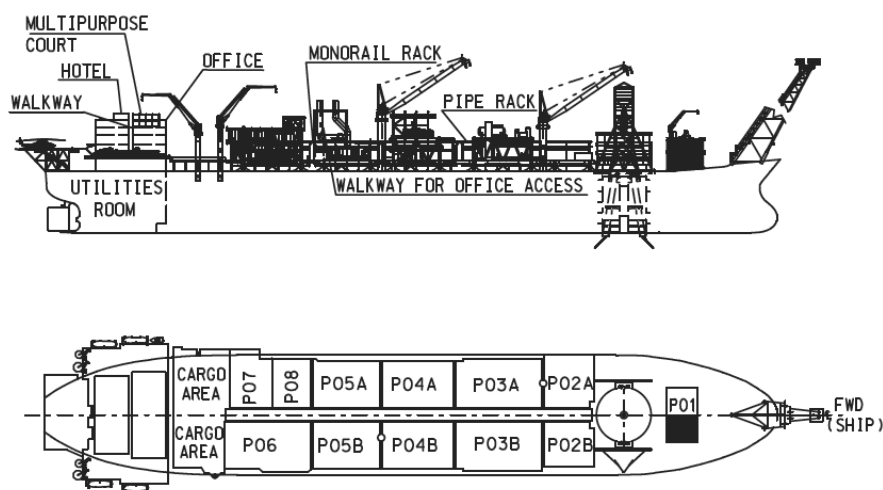 MULTIPURPOSE
COURT
HOTEL
OFFICE
MONORAIL RACK
WALKWAY
PIPE RACK
UTILITIES
ROOM
WALKWAY FOR OFFICE ACCESS
CARGO
AREA
P07
P08
P05A
P04A
P03A
P02A
P01
FWD
(SHIP)
CARGO
AREA
P06
P05B
P04B
P03B
P02B